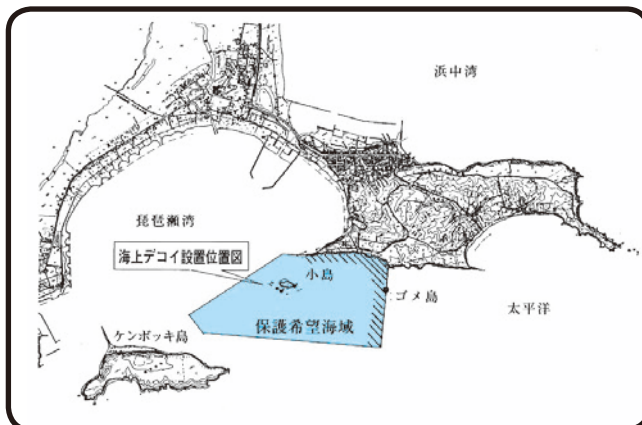 浜中湾
琵琶瀬湾
海上デコイ設置位置図
小島
ゴメ島
太平洋
保護希望海域
ケンボッキ島